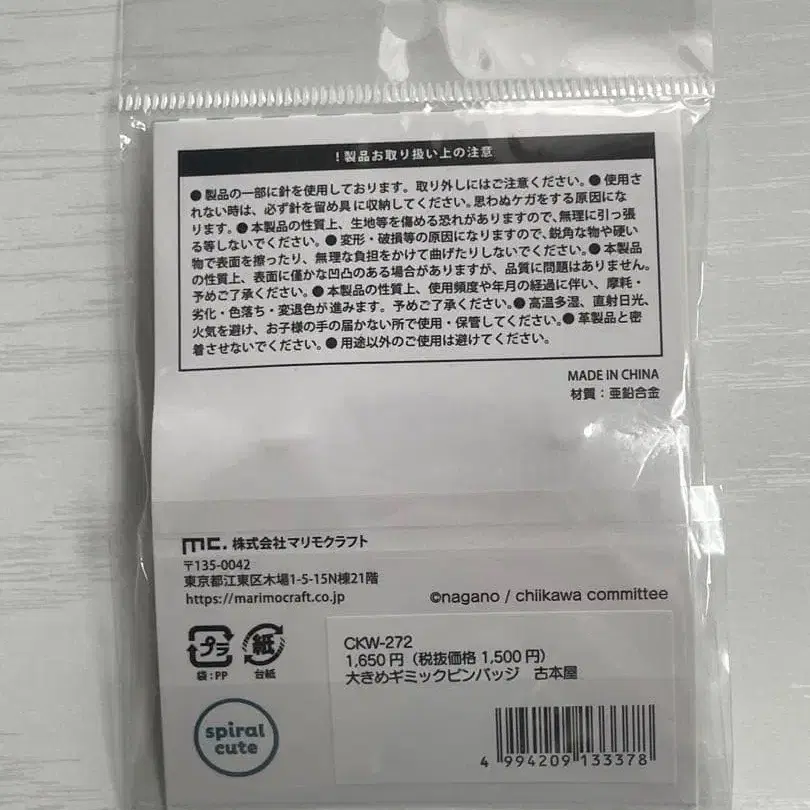 ！製品お取り扱い上の注意
●製品の一部に針を使用しております。取り外しにはご注意ください。●使用さ
れない時は、必ず針を留め具に収納してください。思わぬケガをする原因にな
ります。●本製品の性質上、生地等を傷める恐れがありますので、無理に引っ張
る等しないでください。●変形・破損等の原因になりますので、鋭角な物や硬い
物で表面を擦ったり、無理な負担をかけて曲げたりしないでください。●本製品
の性質上、表面に僅かな凹凸のある場合がありますが、品質に問題はありません。
予めご了承ください。●本製品の性質上、使用頻度や年月の経過に伴い、摩耗・
劣化・色落ち・変退色が進みます。予めご了承ください。●高温多湿、直射日光、
火気を避け、お子様の手の届かない所で使用・保管してください。●革製品と密
着させないでください。●用途以外のご使用は避けてください。
MADE IN CHINA
材質：亜鉛合金
mc. 株式会社マリモクラフト
〒135-0042
東京都江東区木場1-5-15N棟21階
https://marimocraft.co.jp
©nagano / chiikawa committee
プラ
袋：PP
紙
台紙
CKW-272
1,650円（税抜価格 1,500円）
大きめギミックピンバッジ 古本屋
spiral
cute
4 994209 133378